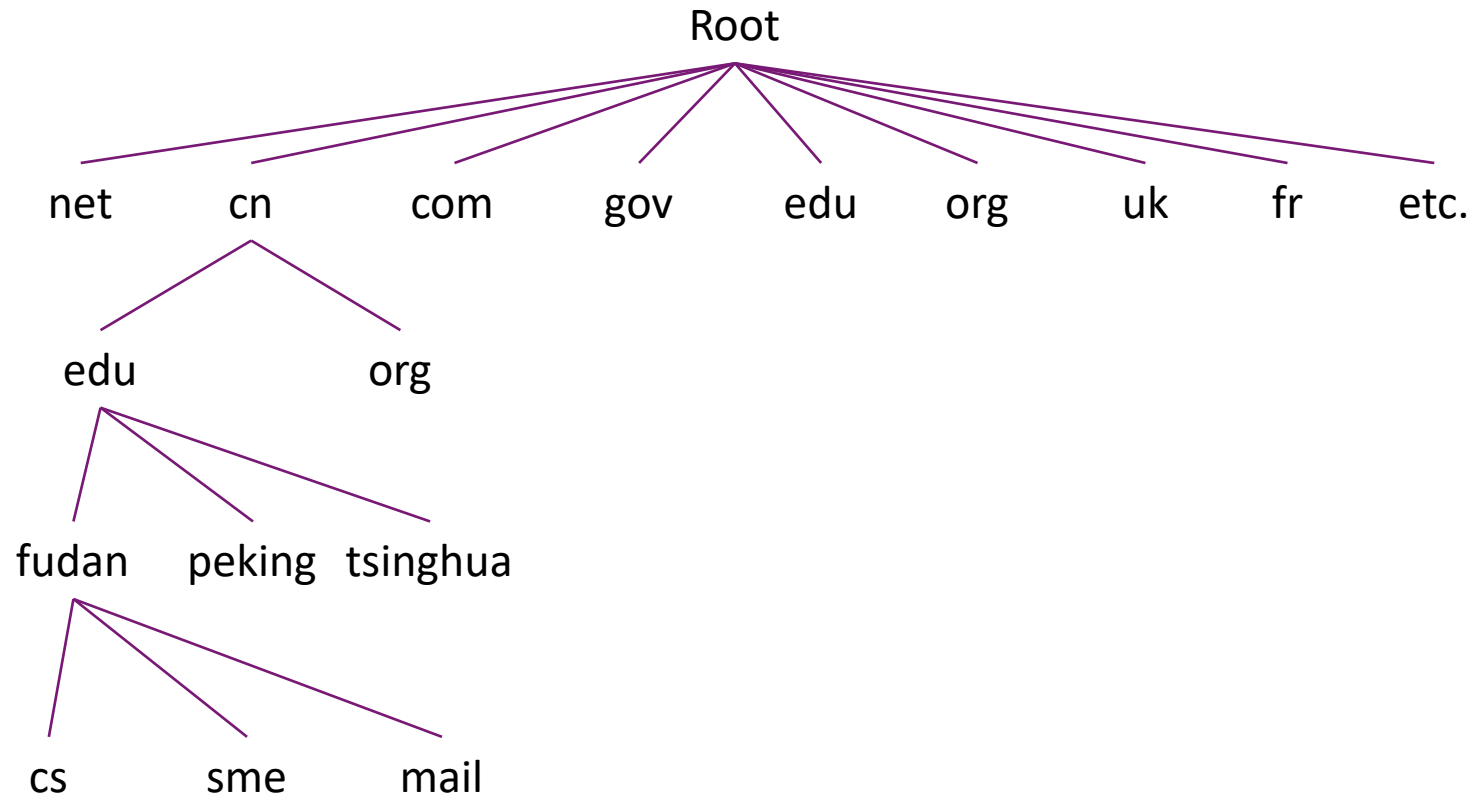 Root
net cn com gov edu org uk fr etc.
edu org
fudan peking tsinghua
cs sme mail